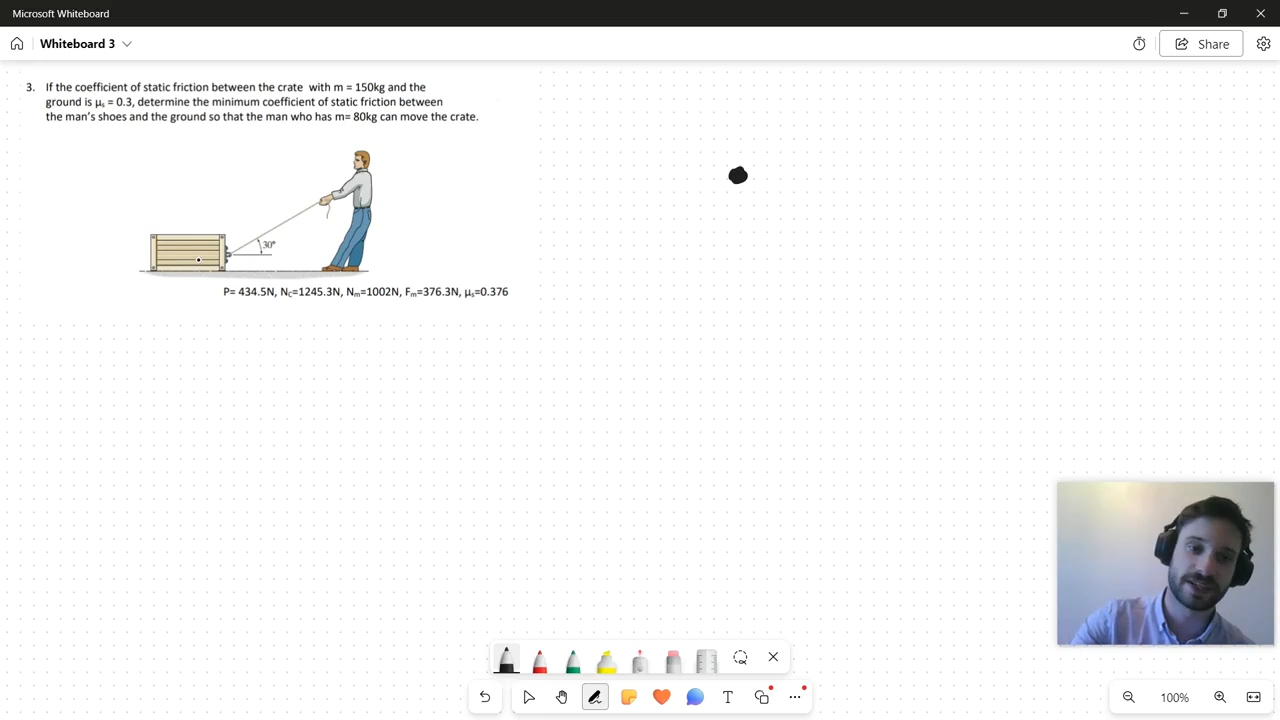 Microsoft Whiteboard
Whiteboard 3
Share
3. If the coefficient of static friction between the crate with m = 150kg and the
ground is μs = 0.3, determine the minimum coefficient of static friction between
the man's shoes and the ground so that the man who has m= 80kg can move the crate.
30°
P= 434.5N, NC=1245.3N, Nm=1002N, Fm=376.3N, μs=0.376
T
100%